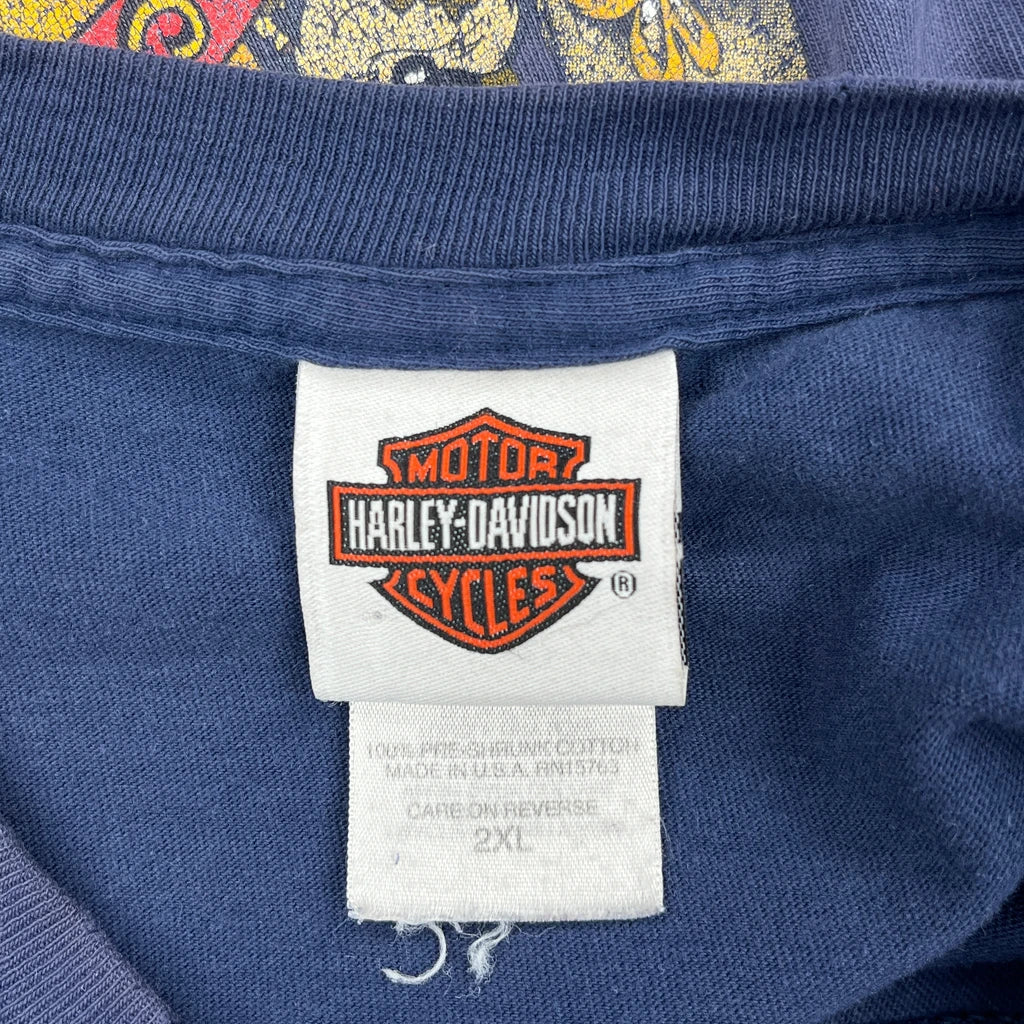 MOTOR
HARLEY-DAVIDSON
CYCLES
®
100% PRE-SHRUNK COTTON
MADE IN U.S.A. RN15763
CARE ON REVERSE
2XL